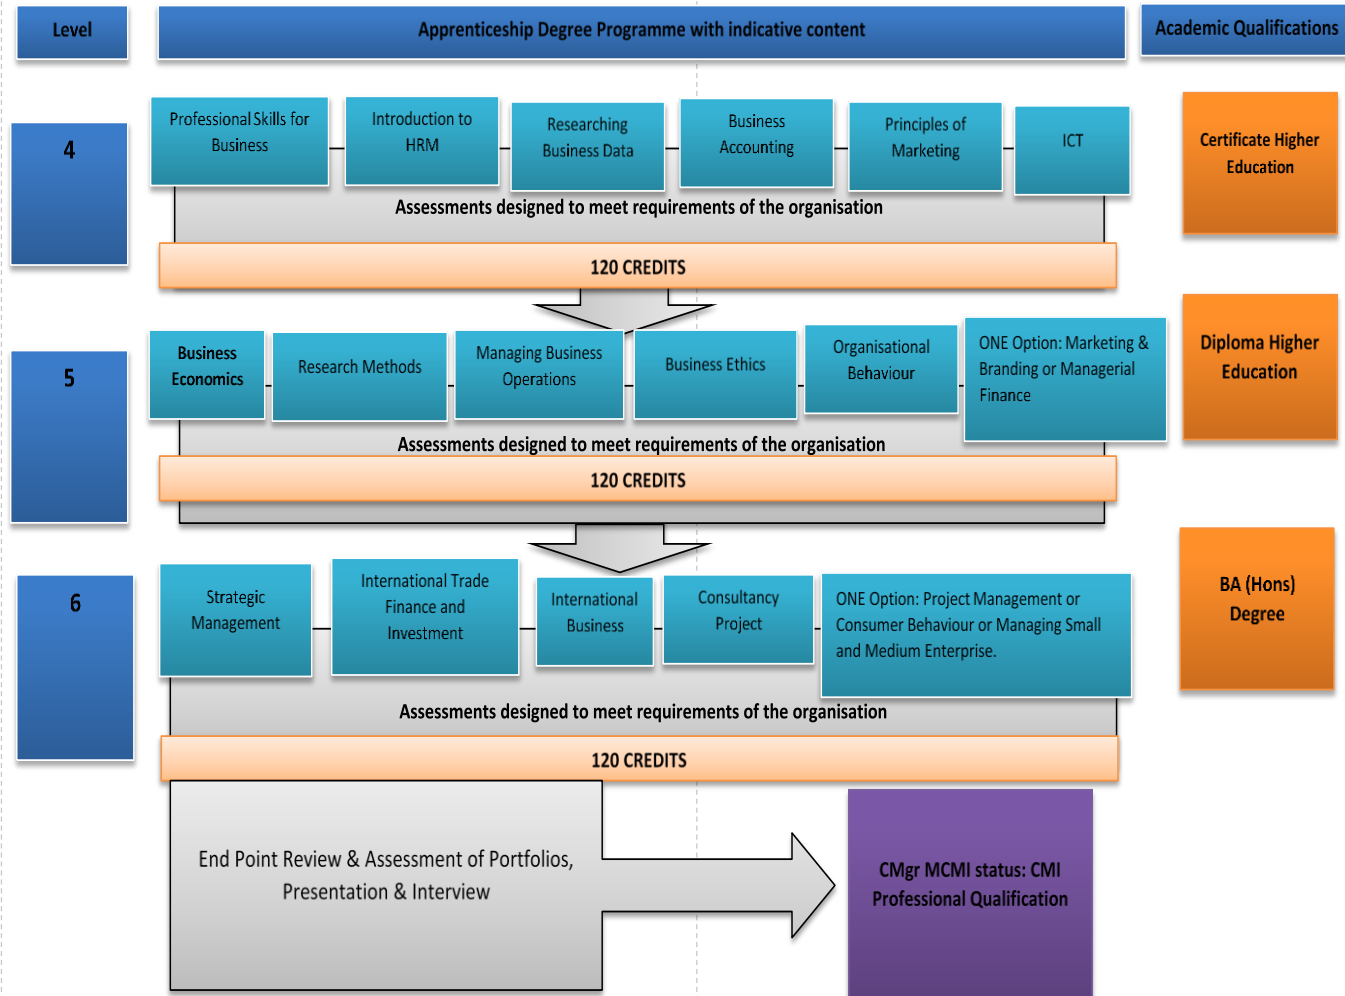 Level
Apprenticeship Degree Programme with indicative content
Academic Qualifications
4
Professional Skills for
Business
Introduction to
HRM
Researching
Business Data
Business
Accounting
Principles of
Marketing
ICT
Certificate Higher
Education
Assessments designed to meet requirements of the organisation
120 CREDITS
5
Business
Economics
Research Methods
Managing Business
Operations
Business Ethics
Organisational
Behaviour
ONE Option: Marketing &
Branding or Managerial
Finance
Diploma Higher
Education
Assessments designed to meet requirements of the organisation
120 CREDITS
6
Strategic
Management
International Trade
Finance and
Investment
International
Business
Consultancy
Project
ONE Option: Project Management or
Consumer Behaviour or Managing Small
and Medium Enterprise.
BA (Hons)
Degree
Assessments designed to meet requirements of the organisation
120 CREDITS
End Point Review & Assessment of Portfolios,
Presentation & Interview
CMgr MCMI status: CMI
Professional Qualification